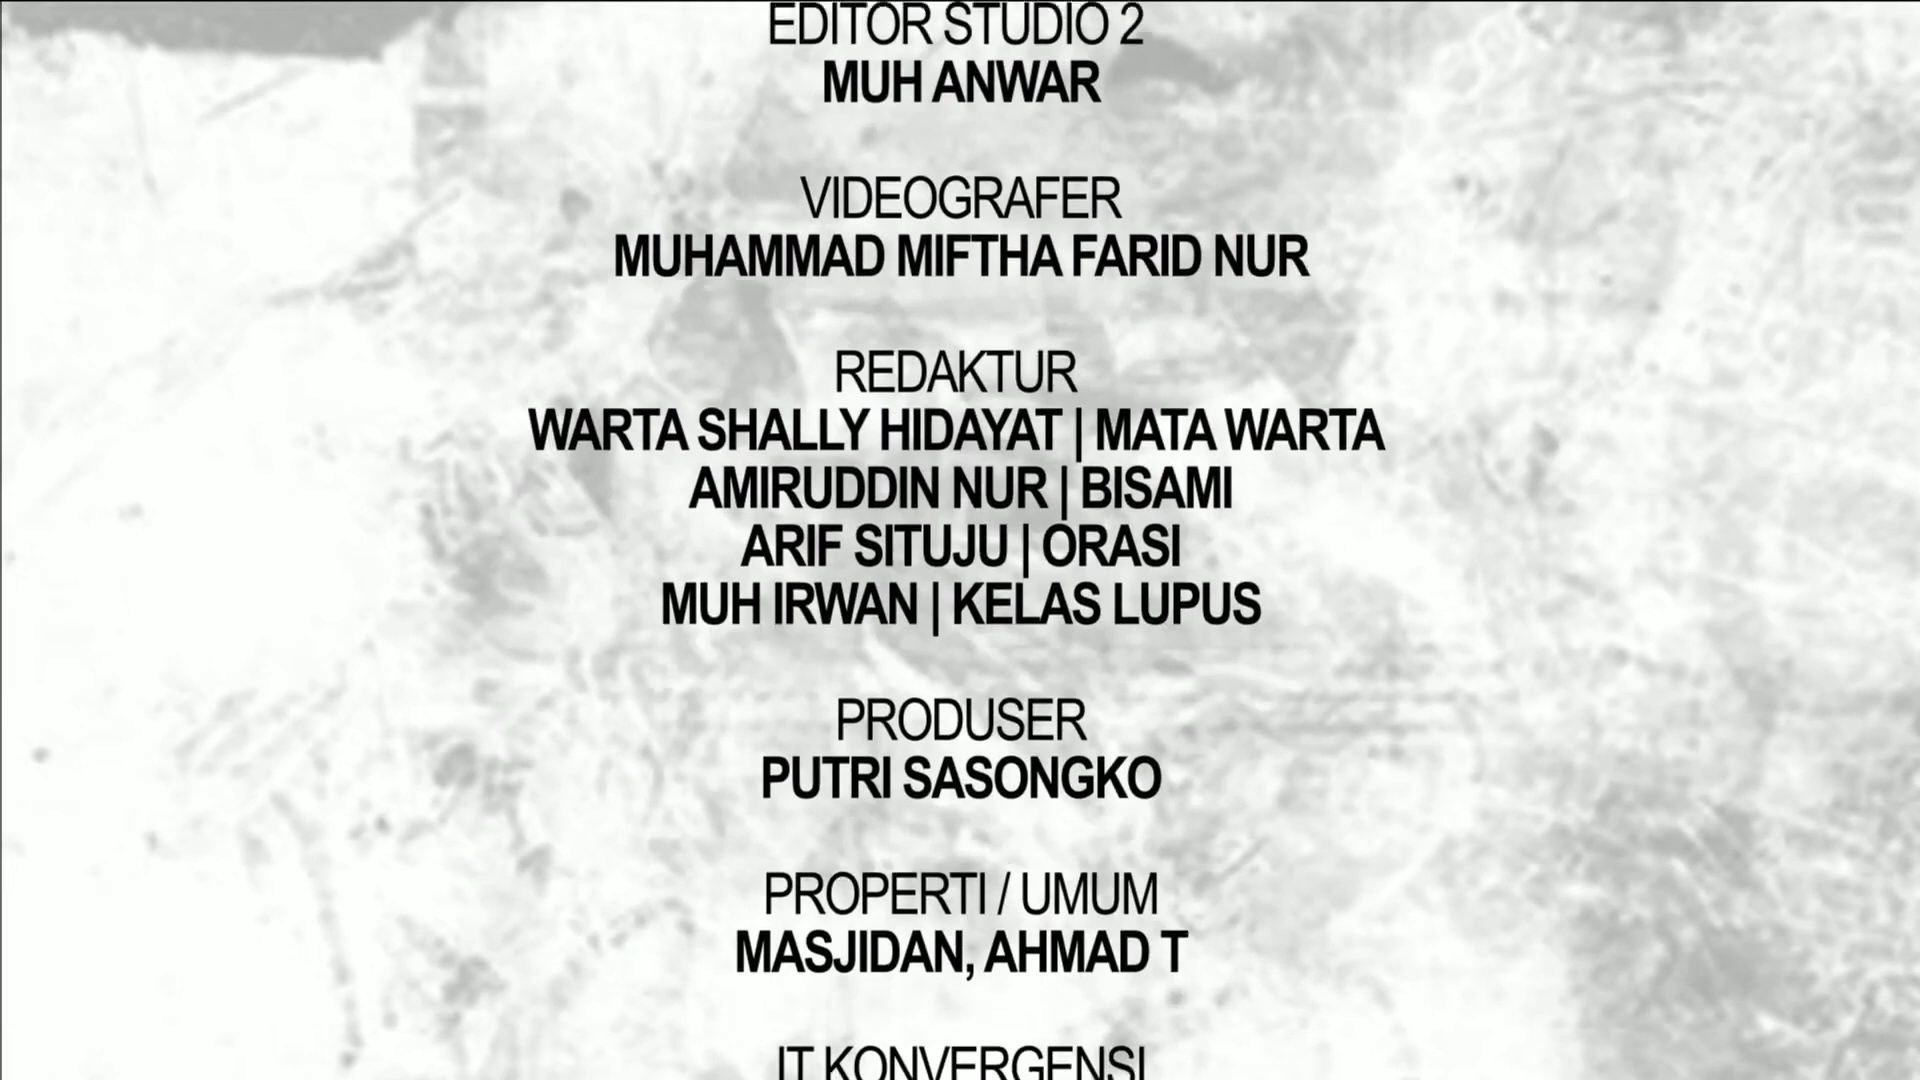 EDITOR STUDIO 2
MUH ANWAR
VIDEOGRAFER
MUHAMMAD MIFTHA FARID NUR
REDAKTUR
WARTA SHALLY HIDAYAT | MATA WARTA
AMIRUDDIN NUR | BISAMI
ARIF SITUJU | ORASI
MUH IRWAN | KELAS LUPUS
PRODUSER
PUTRI SASONGKO
PROPERTI / UMUM
MASJIDAN, AHMAD T
IT KONVERGENSI